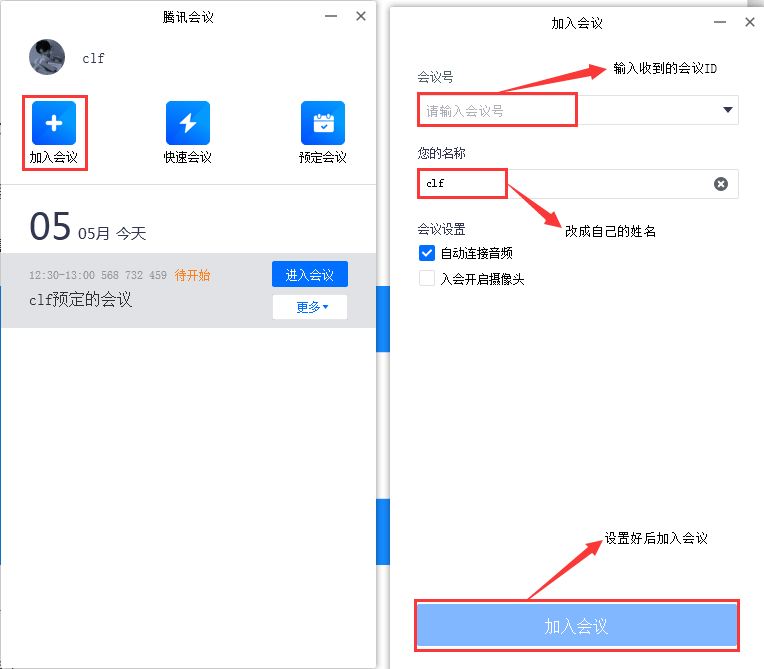 腾讯会议
clf
加入会议
快速会议
预定会议
05 05月 今天
12:30-13:00 568 732 459 待开始
进入会议
clf预定的会议
更多
加入会议
输入收到的会议ID
会议号
请输入会议号
您的名称
clf
改成自己的姓名
会议设置
自动连接音频
入会开启摄像头
设置好后加入会议
加入会议